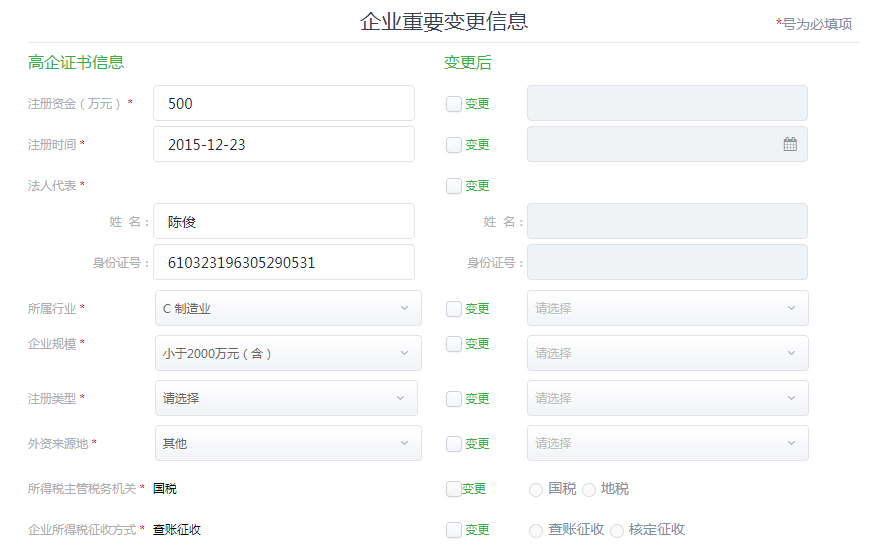 企业重要变更信息
*号为必填项
高企证书信息 变更后
注册资金（万元） * 500 变更
注册时间 * 2015-12-23 变更
法人代表 * 变更
姓 名： 陈俊 姓 名：
身份证号： 610323196305290531 身份证号：
所属行业 * C 制造业 变更 请选择
企业规模 * 小于2000万元（含） 变更 请选择
注册类型 * 请选择 变更 请选择
外资来源地 * 其他 变更 请选择
所得税主管税务机关 * 国税 变更 国税 地税
企业所得税征收方式 * 查账征收 变更 查账征收 核定征收